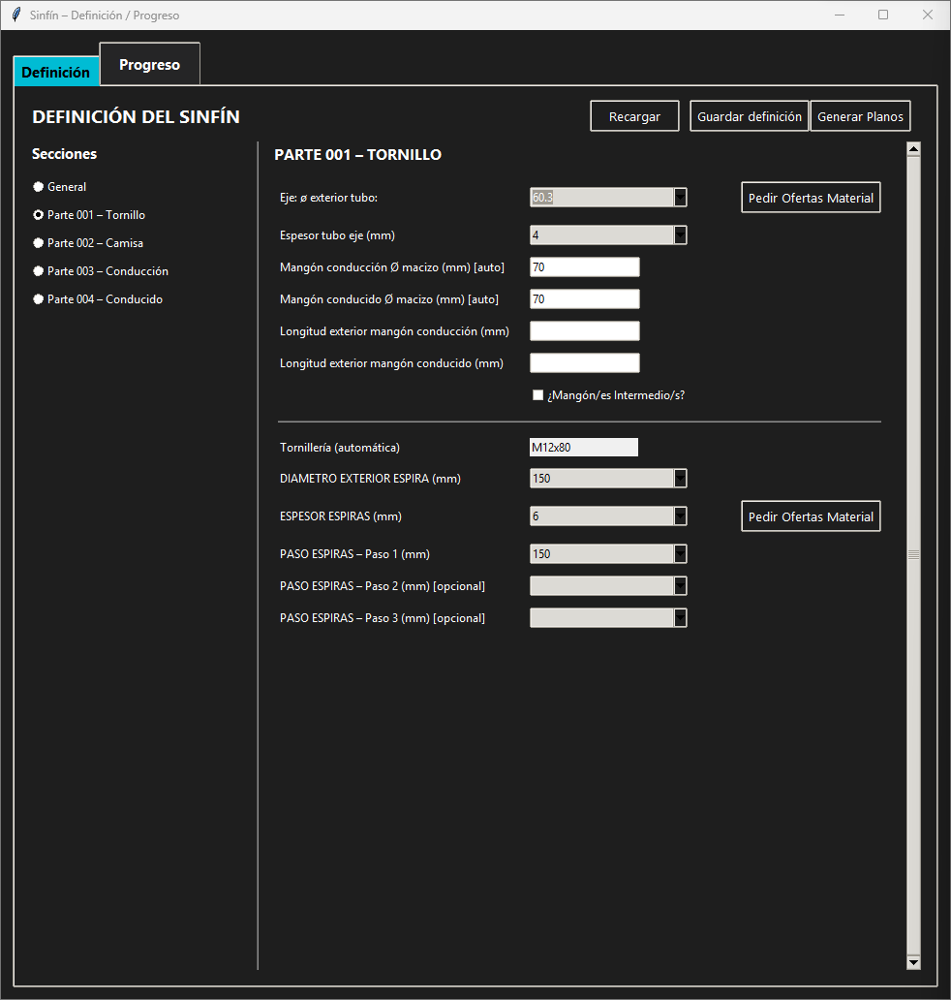 Sinfín – Definición / Progreso
Definición
Progreso
DEFINICIÓN DEL SINFÍN
Recargar
Guardar definición
Generar Planos
Secciones
General
Parte 001 – Tornillo
Parte 002 – Camisa
Parte 003 – Conducción
Parte 004 – Conducido
PARTE 001 – TORNILLO
Eje: ø exterior tubo: 60.3 Pedir Ofertas Material
Espesor tubo eje (mm) 4
Mangón conducción Ø macizo (mm) [auto] 70
Mangón conducido Ø macizo (mm) [auto] 70
Longitud exterior mangón conducción (mm)
Longitud exterior mangón conducido (mm)
¿Mangón/es Intermedio/s?
Tornillería (automática) M12x80
DIAMETRO EXTERIOR ESPIRA (mm) 150
ESPESOR ESPIRAS (mm) 6 Pedir Ofertas Material
PASO ESPIRAS – Paso 1 (mm) 150
PASO ESPIRAS – Paso 2 (mm) [opcional]
PASO ESPIRAS – Paso 3 (mm) [opcional]